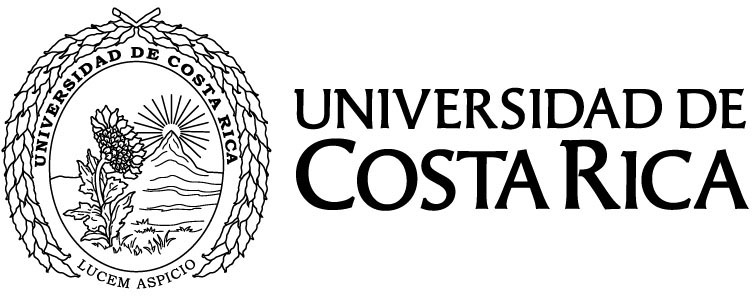 UNIVERSIDAD DE COSTA RICA
LUCEM ASPICIO
UNIVERSIDAD DE
COSTA RICA